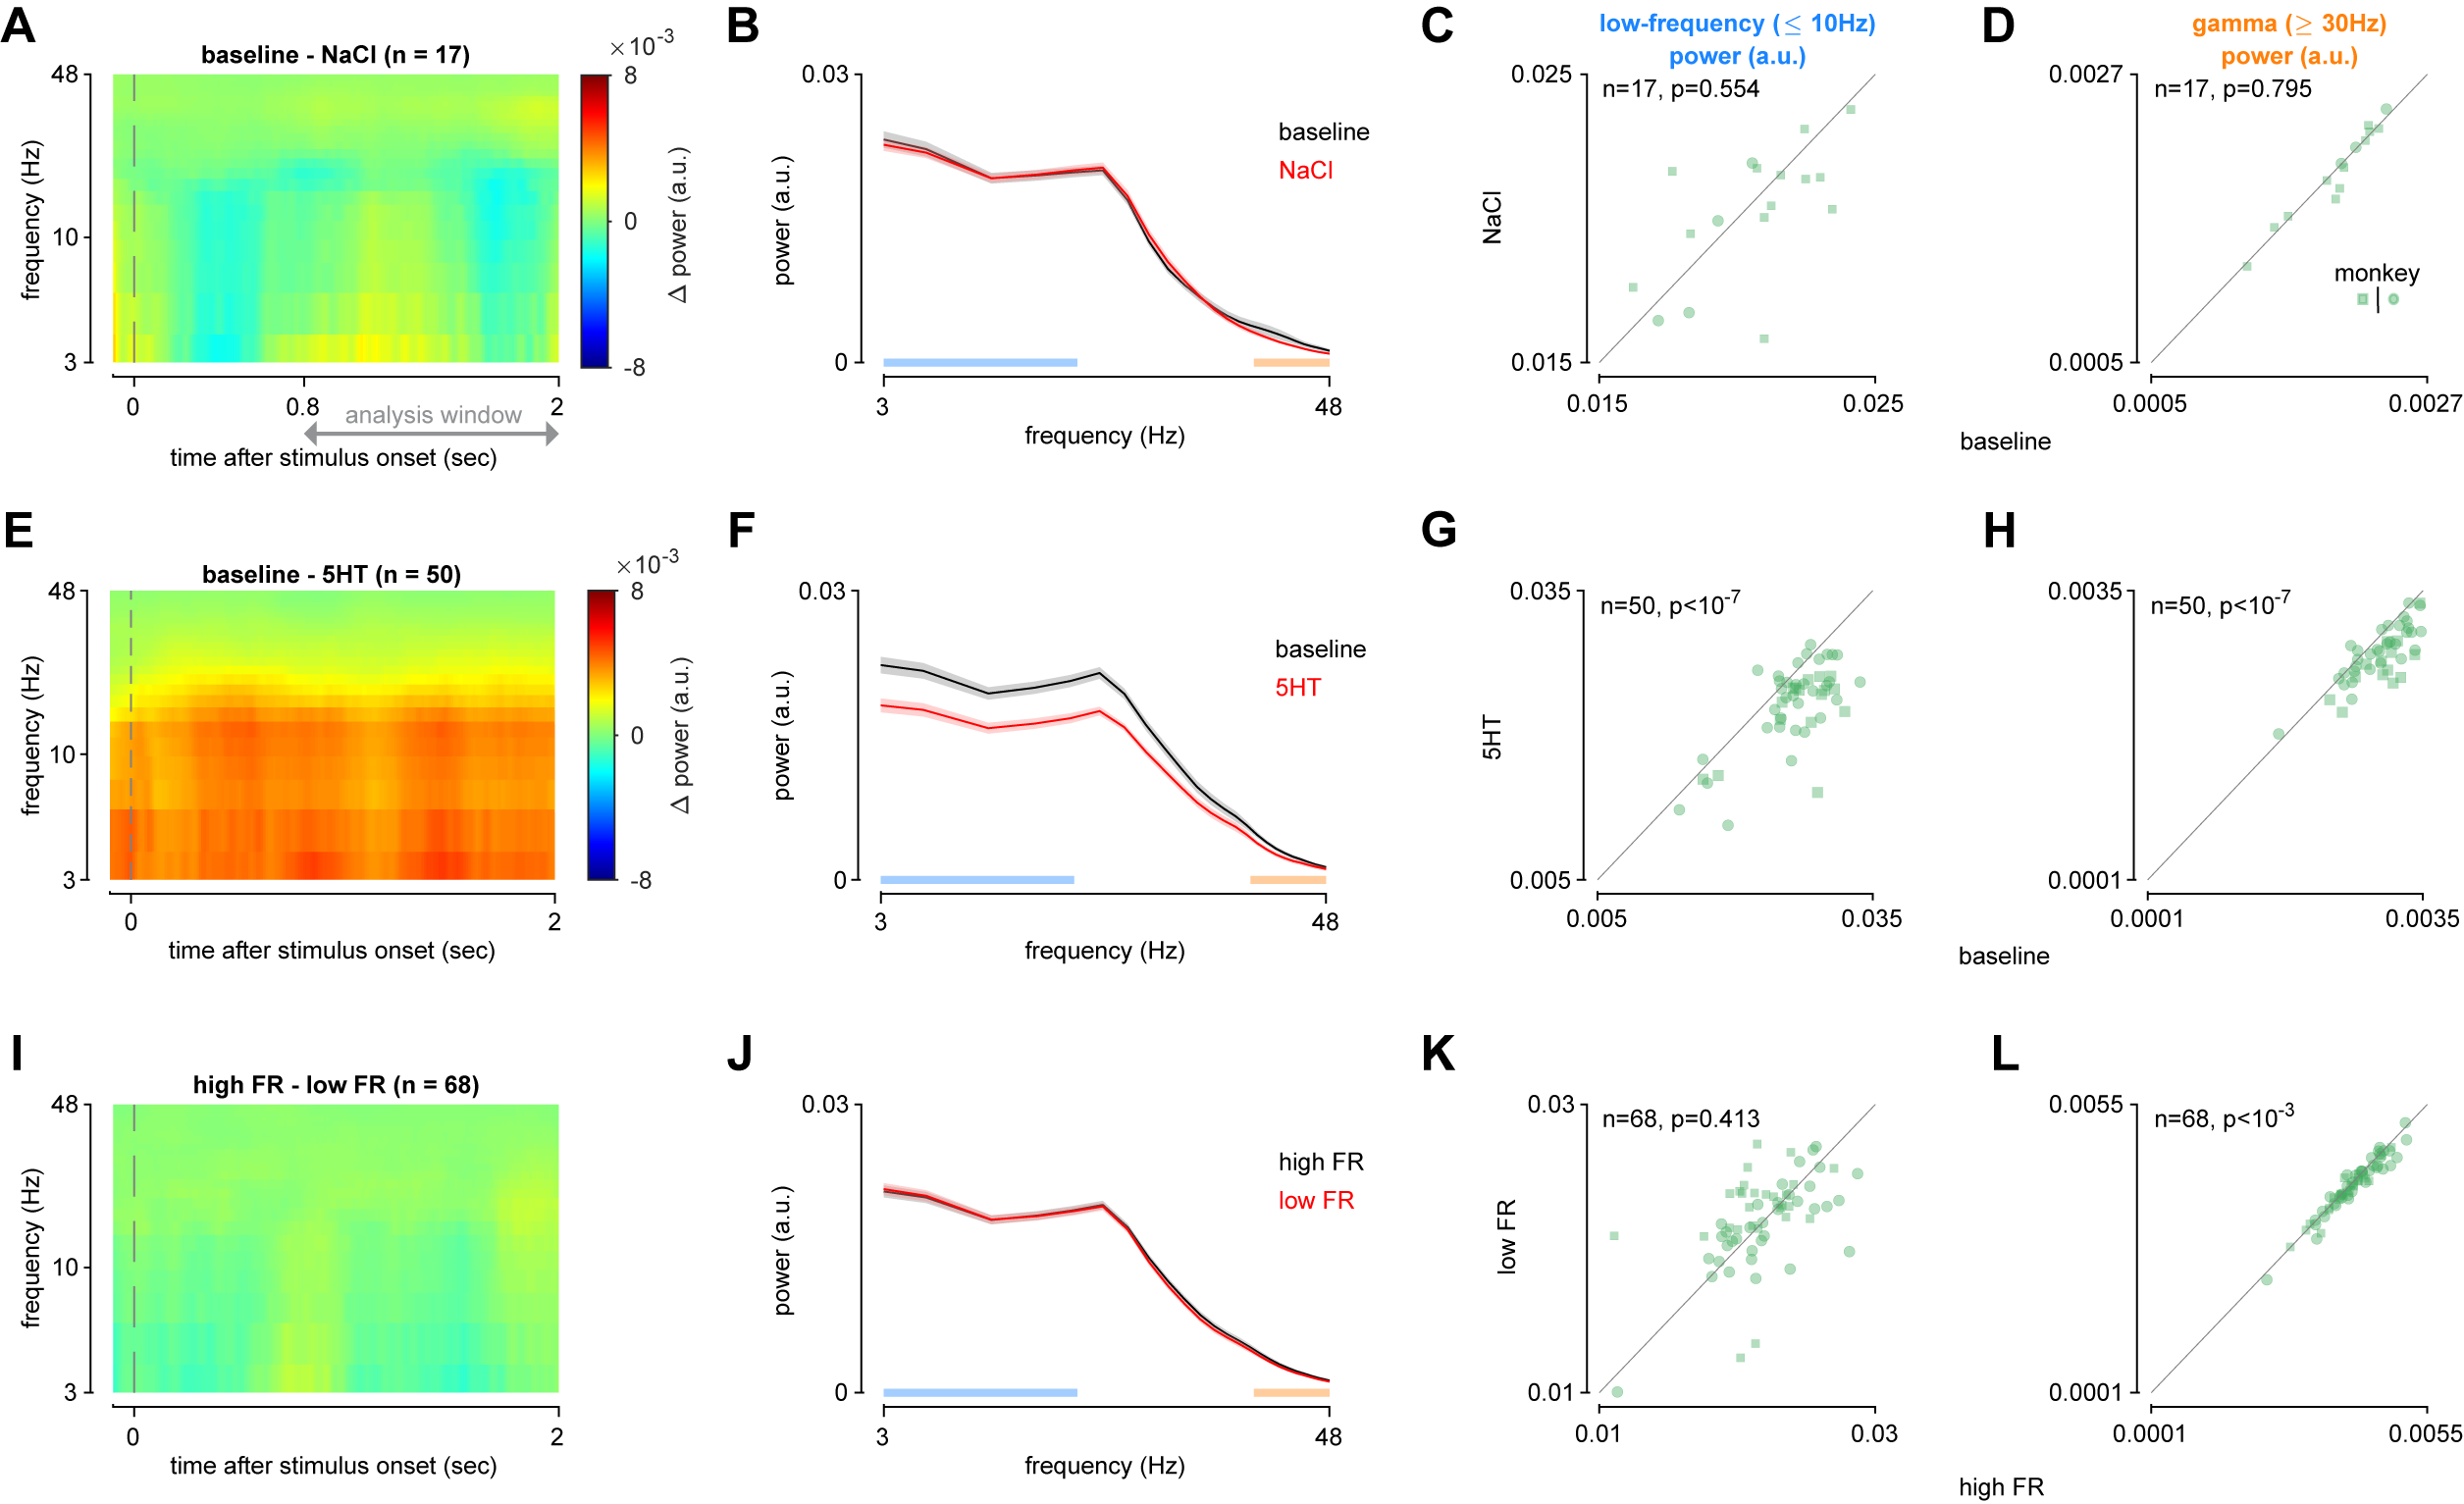 A
baseline - NaCl (n = 17)
×10-3
8
0
-8
Δ power (a.u.)
48
10
3
frequency (Hz)
0
0.8
2
analysis window
time after stimulus onset (sec)
B
0.03
0
power (a.u.)
baseline
NaCl
3
48
frequency (Hz)
C
low-frequency (≤ 10Hz)
power (a.u.)
n=17, p=0.554
0.025
0.015
NaCl
0.015
0.025
D
gamma (≥ 30Hz)
power (a.u.)
n=17, p=0.795
0.0027
0.0005
monkey
0.0005
0.0027
baseline
E
baseline - 5HT (n = 50)
×10-3
8
0
-8
Δ power (a.u.)
48
10
3
frequency (Hz)
0
2
time after stimulus onset (sec)
F
0.03
0
power (a.u.)
baseline
5HT
3
48
frequency (Hz)
G
n=50, p<10-7
0.035
0.005
5HT
0.005
0.035
H
n=50, p<10-7
0.0035
0.0001
0.0001
0.0035
baseline
I
high FR - low FR (n = 68)
48
10
3
frequency (Hz)
0
2
time after stimulus onset (sec)
J
0.03
0
power (a.u.)
high FR
low FR
3
48
frequency (Hz)
K
n=68, p=0.413
0.03
0.01
low FR
0.01
0.03
L
n=68, p<10-3
0.0055
0.0001
0.0001
0.0055
high FR